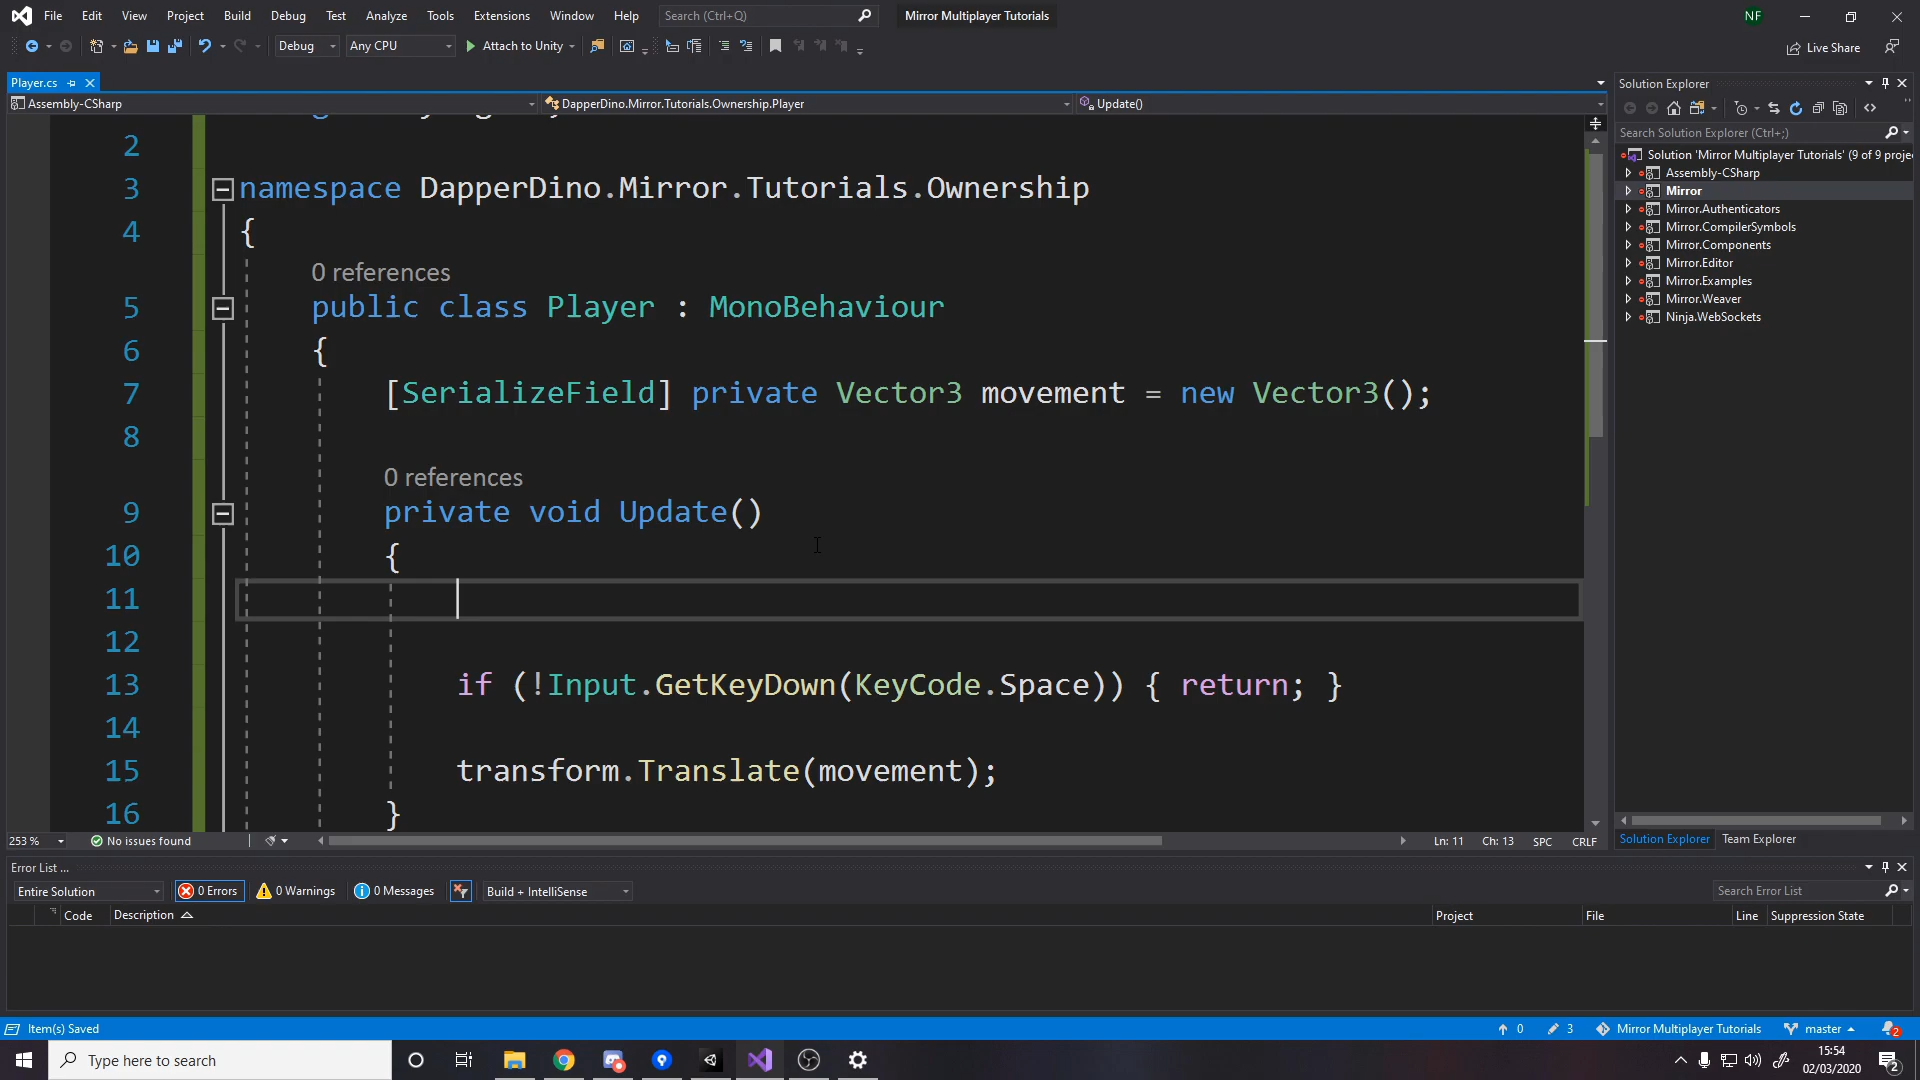 File Edit View Project Build Debug Test Analyze Tools Extensions Window Help Search (Ctrl+Q) Mirror Multiplayer Tutorials NF
Debug Any CPU Attach to Unity Live Share
Player.cs
Assembly-CSharp DapperDino.Mirror.Tutorials.Ownership.Player Update()
2
3 namespace DapperDino.Mirror.Tutorials.Ownership
4 {
0 references
5 public class Player : MonoBehaviour
6 {
7 [SerializeField] private Vector3 movement = new Vector3();
8
0 references
9 private void Update()
10 {
11
12
13 if (!Input.GetKeyDown(KeyCode.Space)) { return; }
14
15 transform.Translate(movement);
16 }
253 % No issues found Ln: 11 Ch: 13 SPC CRLF
Solution Explorer
Search Solution Explorer (Ctrl+;)
Solution 'Mirror Multiplayer Tutorials' (9 of 9 proje
Assembly-CSharp
Mirror
Mirror.Authenticators
Mirror.CompilerSymbols
Mirror.Components
Mirror.Editor
Mirror.Examples
Mirror.Weaver
Ninja.WebSockets
Solution Explorer Team Explorer
Error List ...
Entire Solution 0 Errors 0 Warnings 0 Messages Build + IntelliSense Search Error List
Code Description Project File Line Suppression State
Item(s) Saved 0 3 Mirror Multiplayer Tutorials master 2
Type here to search 15:54
02/03/2020 2